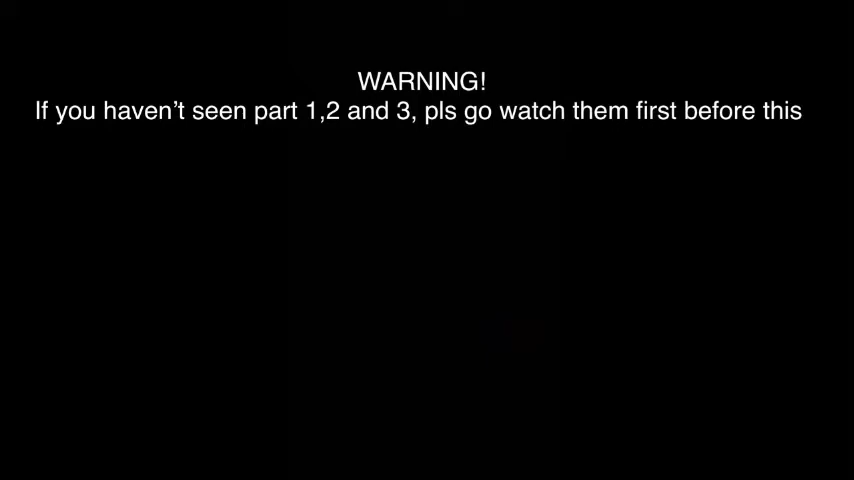 WARNING!
If you haven’t seen part 1,2 and 3, pls go watch them first before this